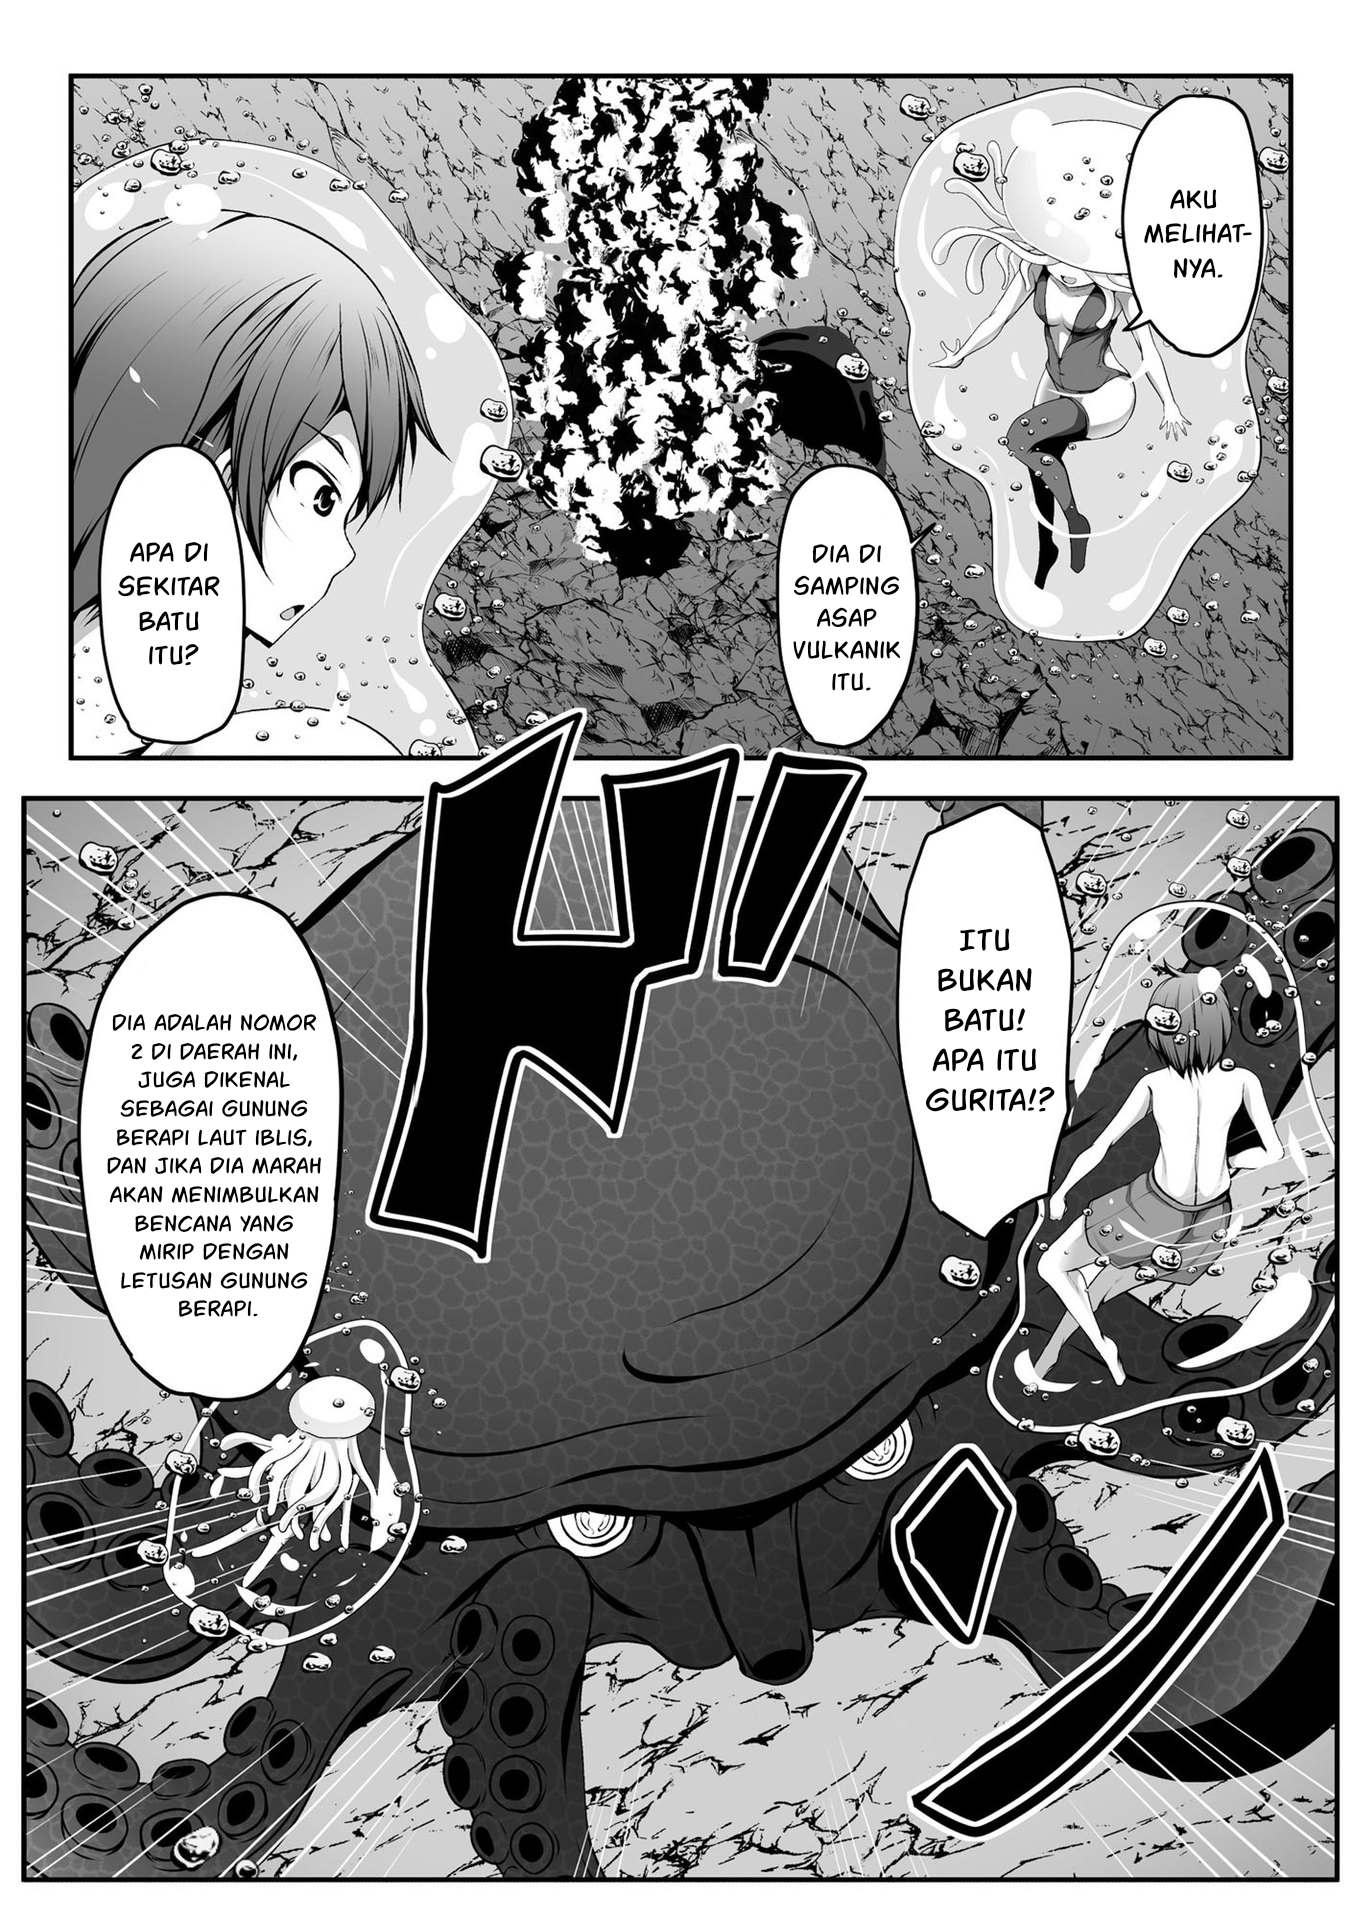 AKU
MELIHAT-
NYA.
DIA DI
SAMPING
ASAP
VULKANIK
ITU.
APA DI
SEKITAR
BATU
ITU?
ドドン
ITU
BUKAN
BATU!
APA ITU
GURITA!?
DIA ADALAH NOMOR
2 DI DAERAH INI,
JUGA DIKENAL
SEBAGAI GUNUNG
BERAPI LAUT IBLIS,
DAN JIKA DIA MARAH
AKAN MENIMBULKAN
BENCANA YANG
MIRIP DENGAN
LETUSAN GUNUNG
BERAPI.